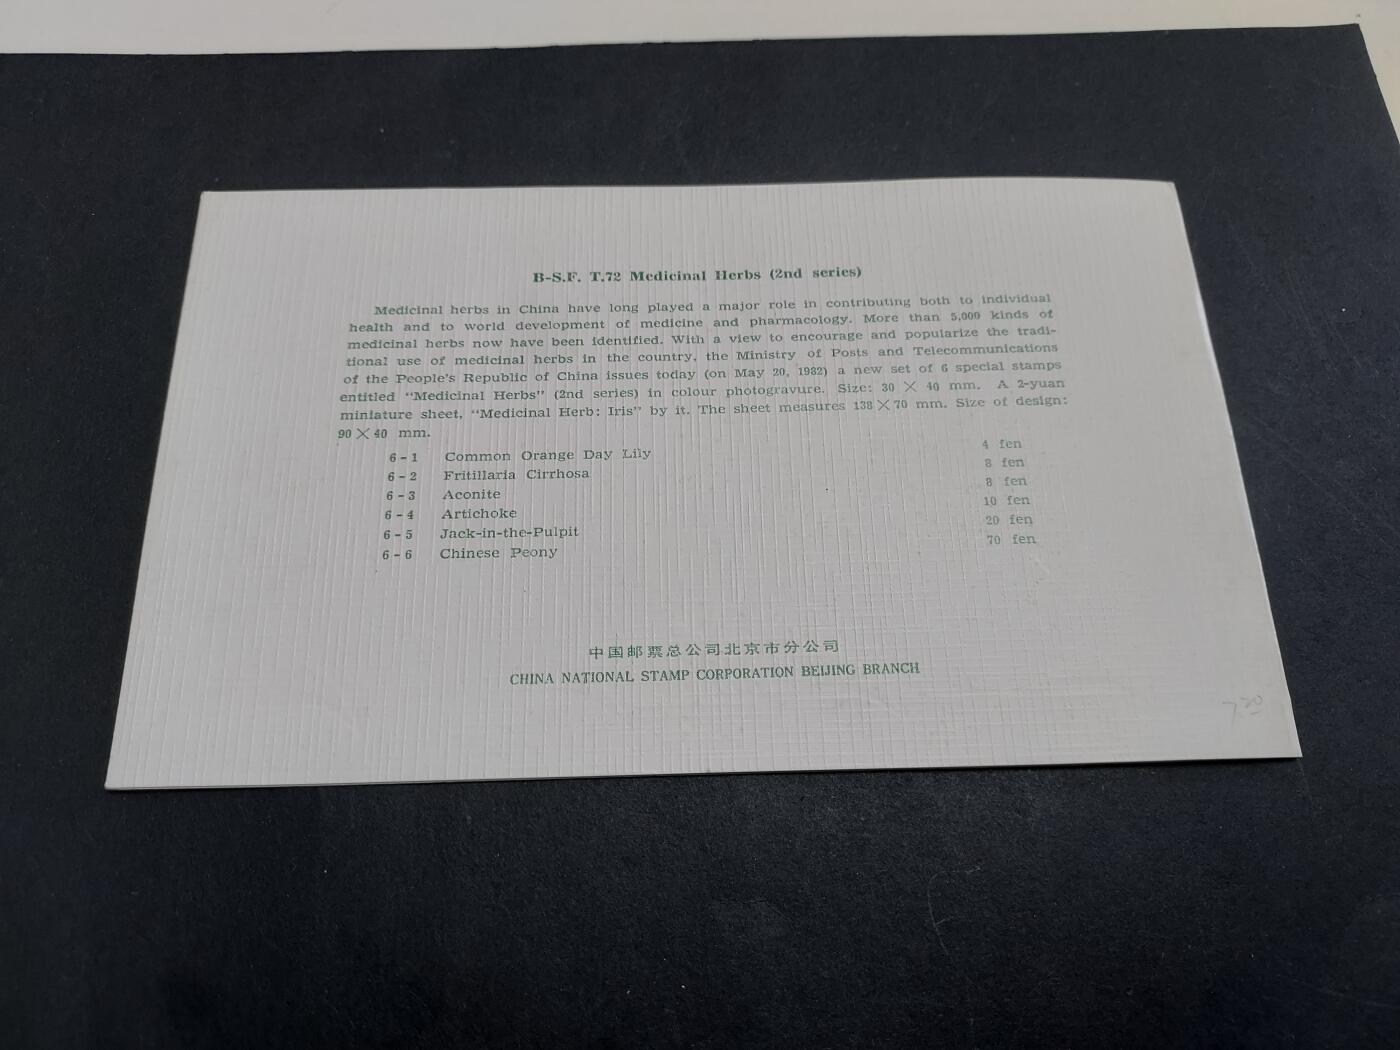 B-S.F. T.72 Medicinal Herbs (2nd series)
Medicinal herbs in China have long played a major role in contributing both to individual
health and to world development of medicine and pharmacology. More than 5,000 kinds of
medicinal herbs now have been identified. With a view to encourage and popularize the tradi-
tional use of medicinal herbs in the country, the Ministry of Posts and Telecommunications
of the People's Republic of China issues today (on May 20, 1982) a new set of 6 special stamps
entitled "Medicinal Herbs" (2nd series) in colour photogravure. Size: 30 × 40 mm. A 2-yuan
miniature sheet, "Medicinal Herb: Iris" by it. The sheet measures 138×70 mm. Size of design:
90 × 40 mm.
6-1 Common Orange Day Lily 4 fen
6-2 Fritillaria Cirrhosa 8 fen
6-3 Aconite 8 fen
6-4 Artichoke 10 fen
6-5 Jack-in-the-Pulpit 20 fen
6-6 Chinese Peony 70 fen
中国邮票总公司北京市分公司
CHINA NATIONAL STAMP CORPORATION BEIJING BRANCH
7.20